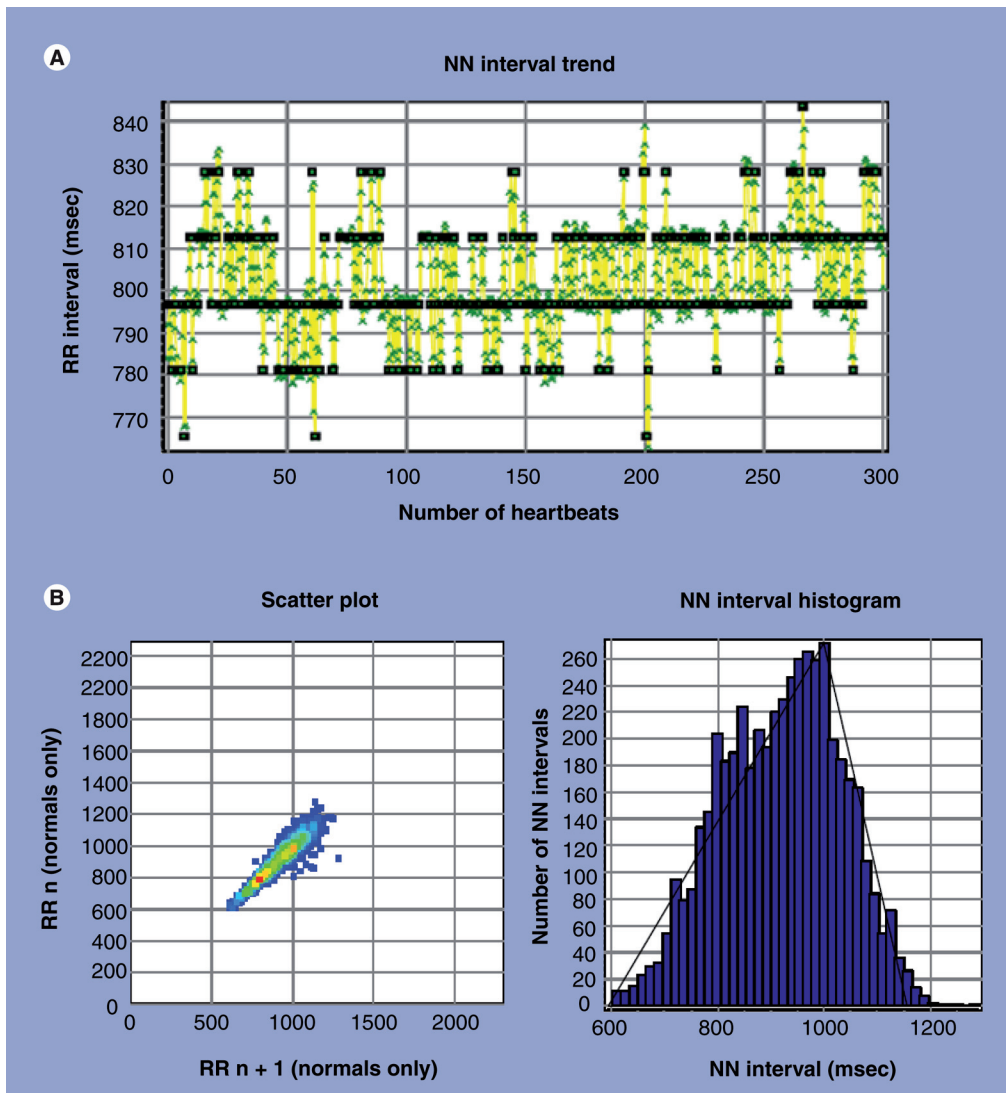 A
NN interval trend
RR interval (msec)
840
830
820
810
800
790
780
770
0 50 100 150 200 250 300
Number of heartbeats
B
Scatter plot
RR n (normals only)
2200
2200
1800
1600
1400
1200
1000
800
600
400
200
0
0 500 1000 1500 2000
RR n + 1 (normals only)
NN interval histogram
Number of NN intervals
260
240
220
200
180
160
140
120
100
80
60
40
20
0
600 800 1000 1200
NN interval (msec)